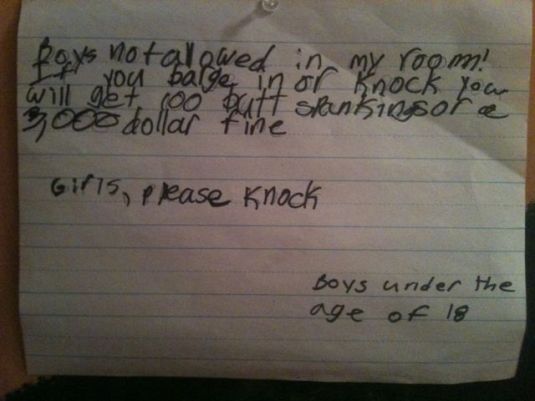 Boys not allowed in my room!
If you barge in or knock you
will get 100 butt spankings or a
3,000 dollar fine
Girls, please knock
Boys under the
age of 18